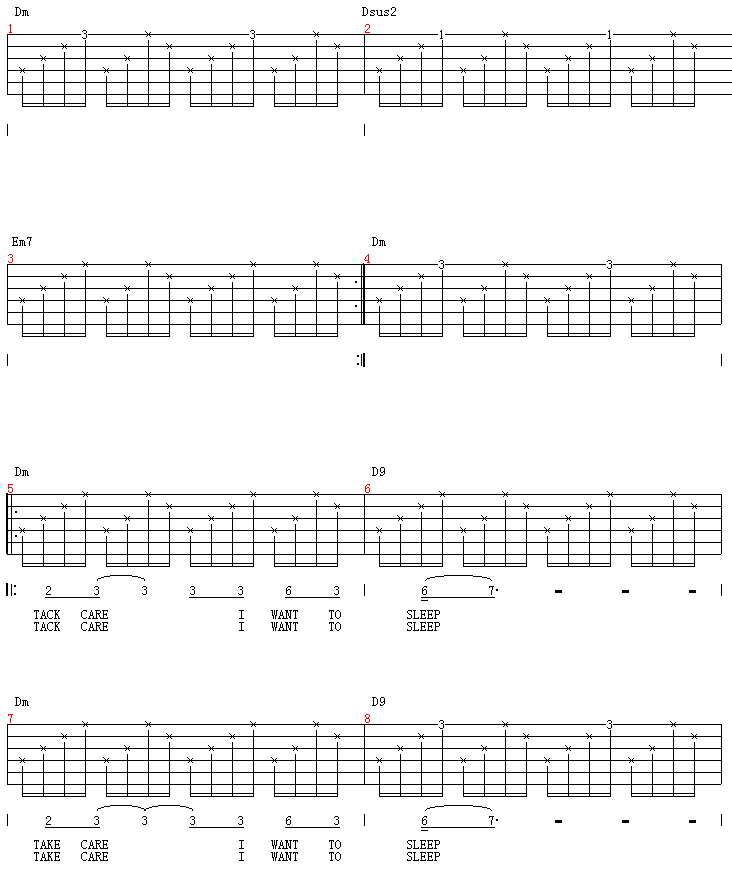 Dm Dsus2
1 2
3 3 1 1
Em7 Dm
3 4
3 3
Dm D9
5 6
2 3 3 3 3 6 3 6 7· - - -
TACK CARE I WANT TO SLEEP
TACK CARE I WANT TO SLEEP
Dm D9
7 8
3 3
2 3 3 3 3 6 3 6 7· - - -
TAKE CARE I WANT TO SLEEP
TAKE CARE I WANT TO SLEEP